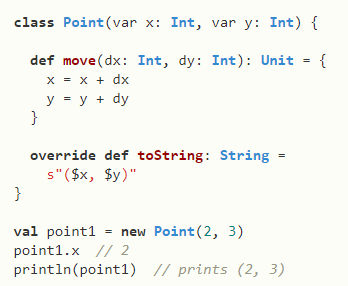 class Point(var x: Int, var y: Int) {
def move(dx: Int, dy: Int): Unit = {
x = x + dx
y = y + dy
}
override def toString: String =
s"($x, $y)"
}
val point1 = new Point(2, 3)
point1.x // 2
println(point1) // prints (2, 3)